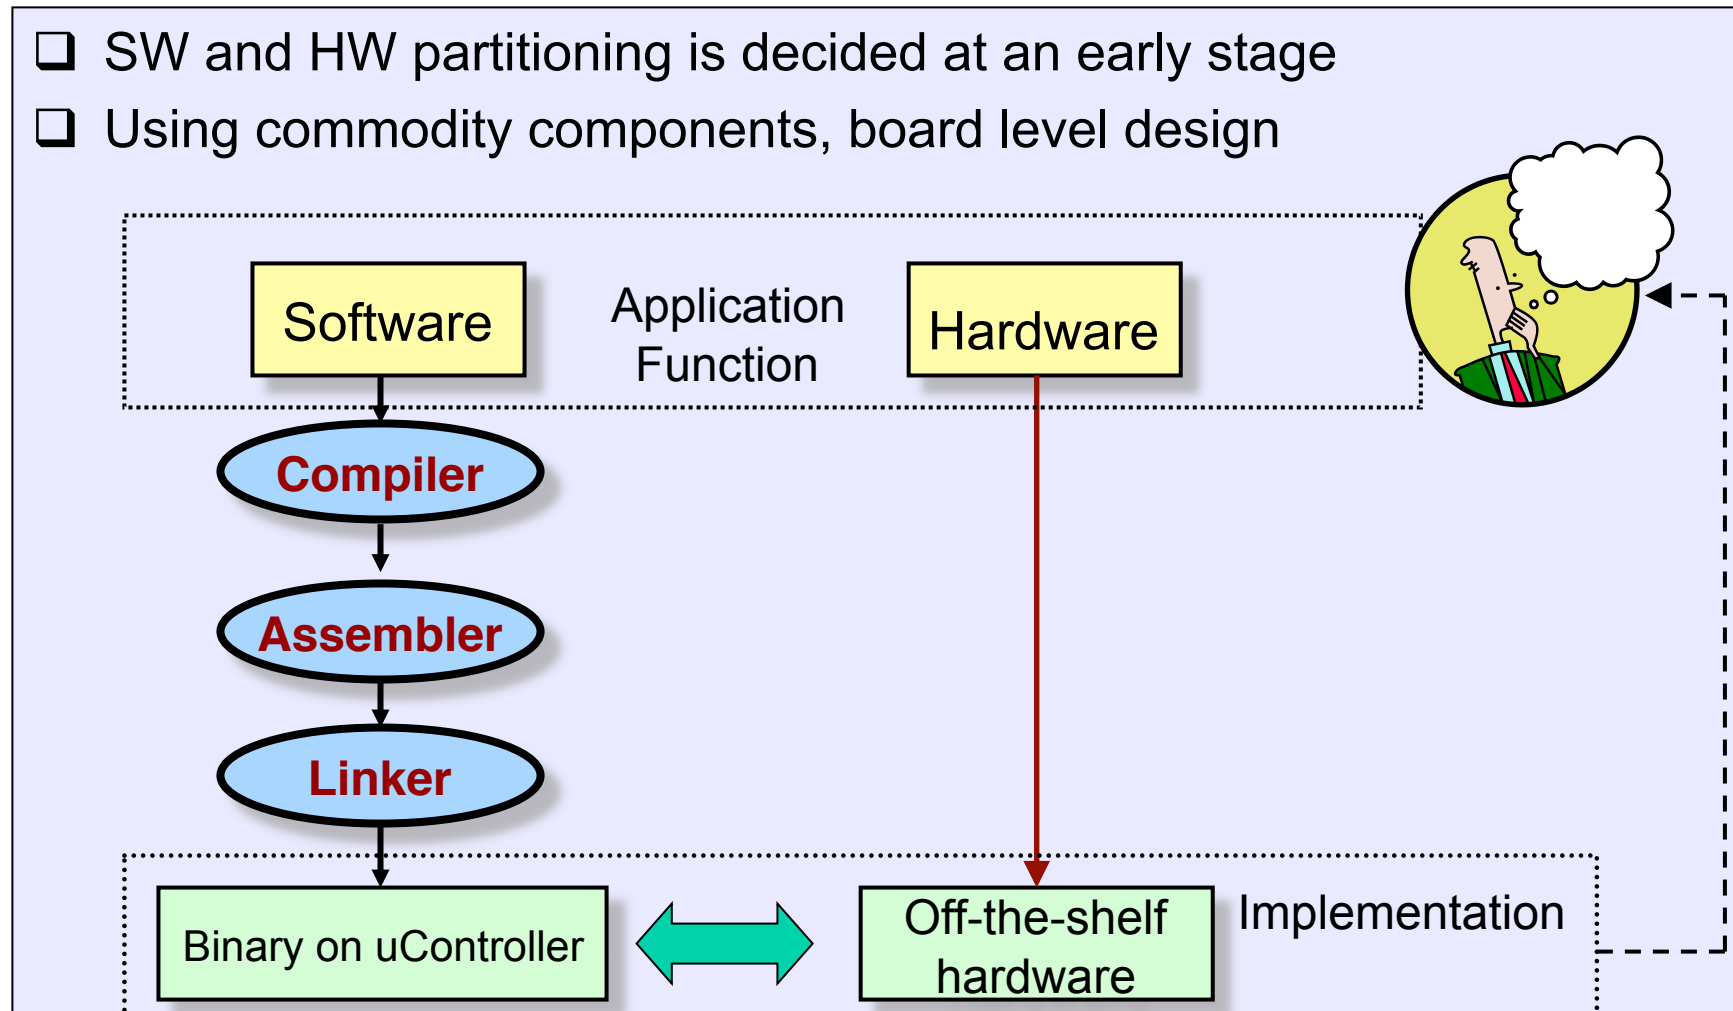 SW and HW partitioning is decided at an early stage
Using commodity components, board level design
Software
Application
Function
Hardware
Compiler
Assembler
Linker
Binary on uController
Off-the-shelf
hardware
Implementation